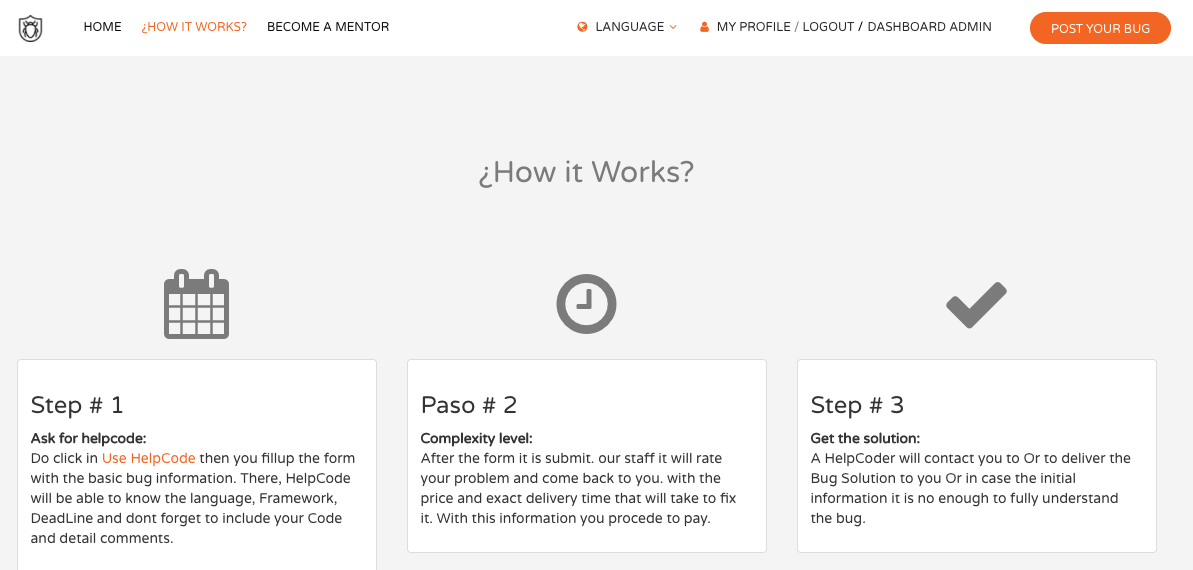 HOME ¿HOW IT WORKS? BECOME A MENTOR LANGUAGE MY PROFILE / LOGOUT / DASHBOARD ADMIN POST YOUR BUG
¿How it Works?
Step # 1
Ask for helpcode:
Do click in Use HelpCode then you fillup the form
with the basic bug information. There, HelpCode
will be able to know the language, Framework,
DeadLine and dont forget to include your Code
and detail comments.
Paso # 2
Complexity level:
After the form it is submit. our staff it will rate
your problem and come back to you. with the
price and exact delivery time that will take to fix
it. With this information you procede to pay.
Step # 3
Get the solution:
A HelpCoder will contact you to Or to deliver the
Bug Solution to you Or in case the initial
information it is no enough to fully understand
the bug.